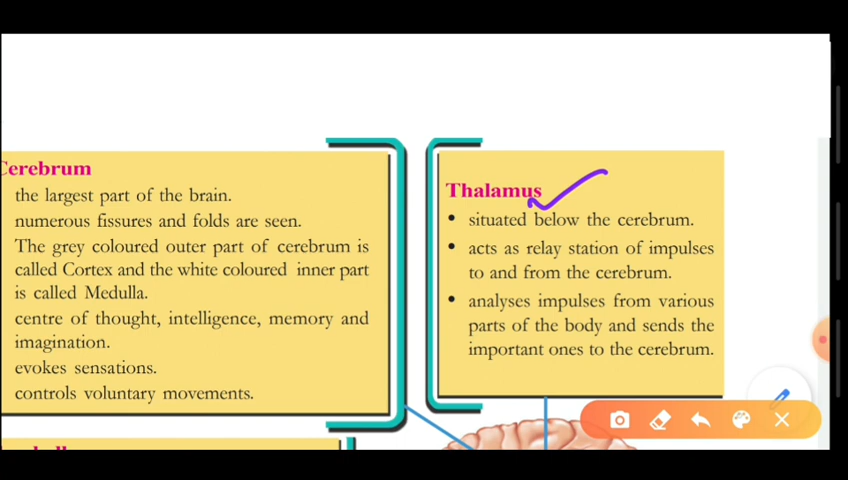 Cerebrum
the largest part of the brain.
numerous fissures and folds are seen.
The grey coloured outer part of cerebrum is
called Cortex and the white coloured inner part
is called Medulla.
centre of thought, intelligence, memory and
imagination.
evokes sensations.
controls voluntary movements.
Thalamus
• situated below the cerebrum.
• acts as relay station of impulses
to and from the cerebrum.
• analyses impulses from various
parts of the body and sends the
important ones to the cerebrum.